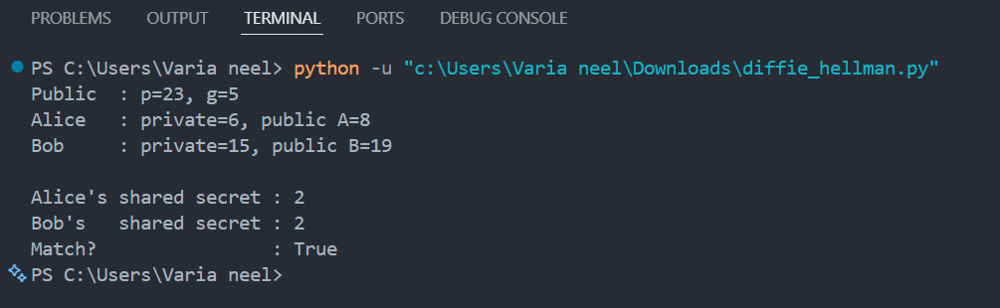 PROBLEMS OUTPUT TERMINAL PORTS DEBUG CONSOLE
PS C:\Users\Varia neel> python -u "c:\Users\Varia neel\Downloads\diffie_hellman.py"
Public  : p=23, g=5
Alice   : private=6, public A=8
Bob     : private=15, public B=19
Alice's shared secret : 2
Bob's   shared secret : 2
Match?                : True
PS C:\Users\Varia neel>